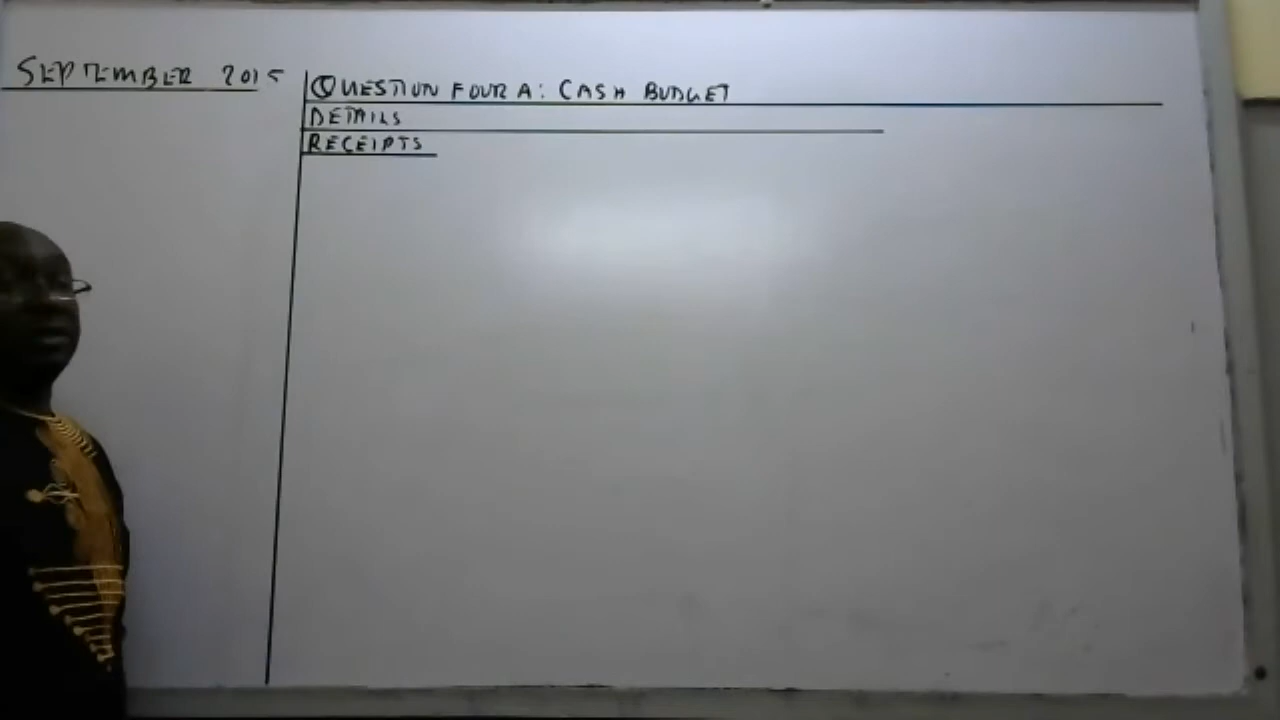 SEPTEMBER 2015
QUESTION FOUR A: CASH BUDGET
DETAILS
RECEIPTS